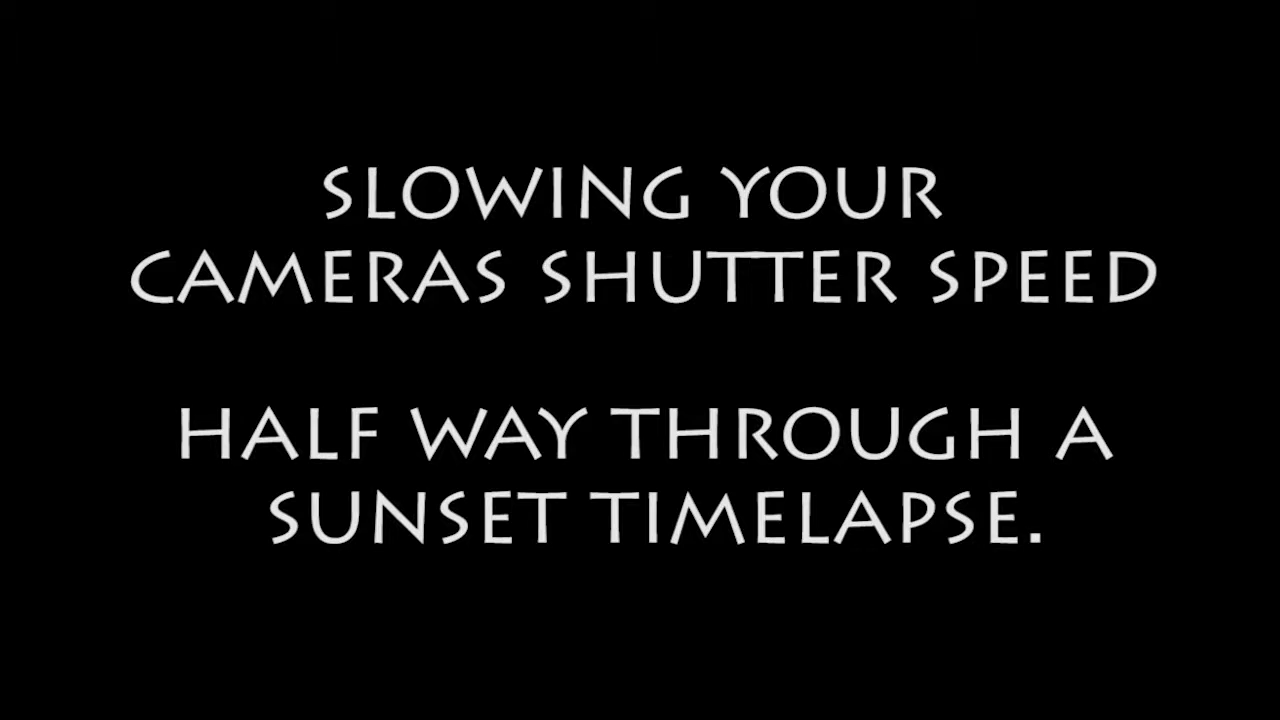 SLOWING YOUR
CAMERAS SHUTTER SPEED
HALF WAY THROUGH A
SUNSET TIMELAPSE.